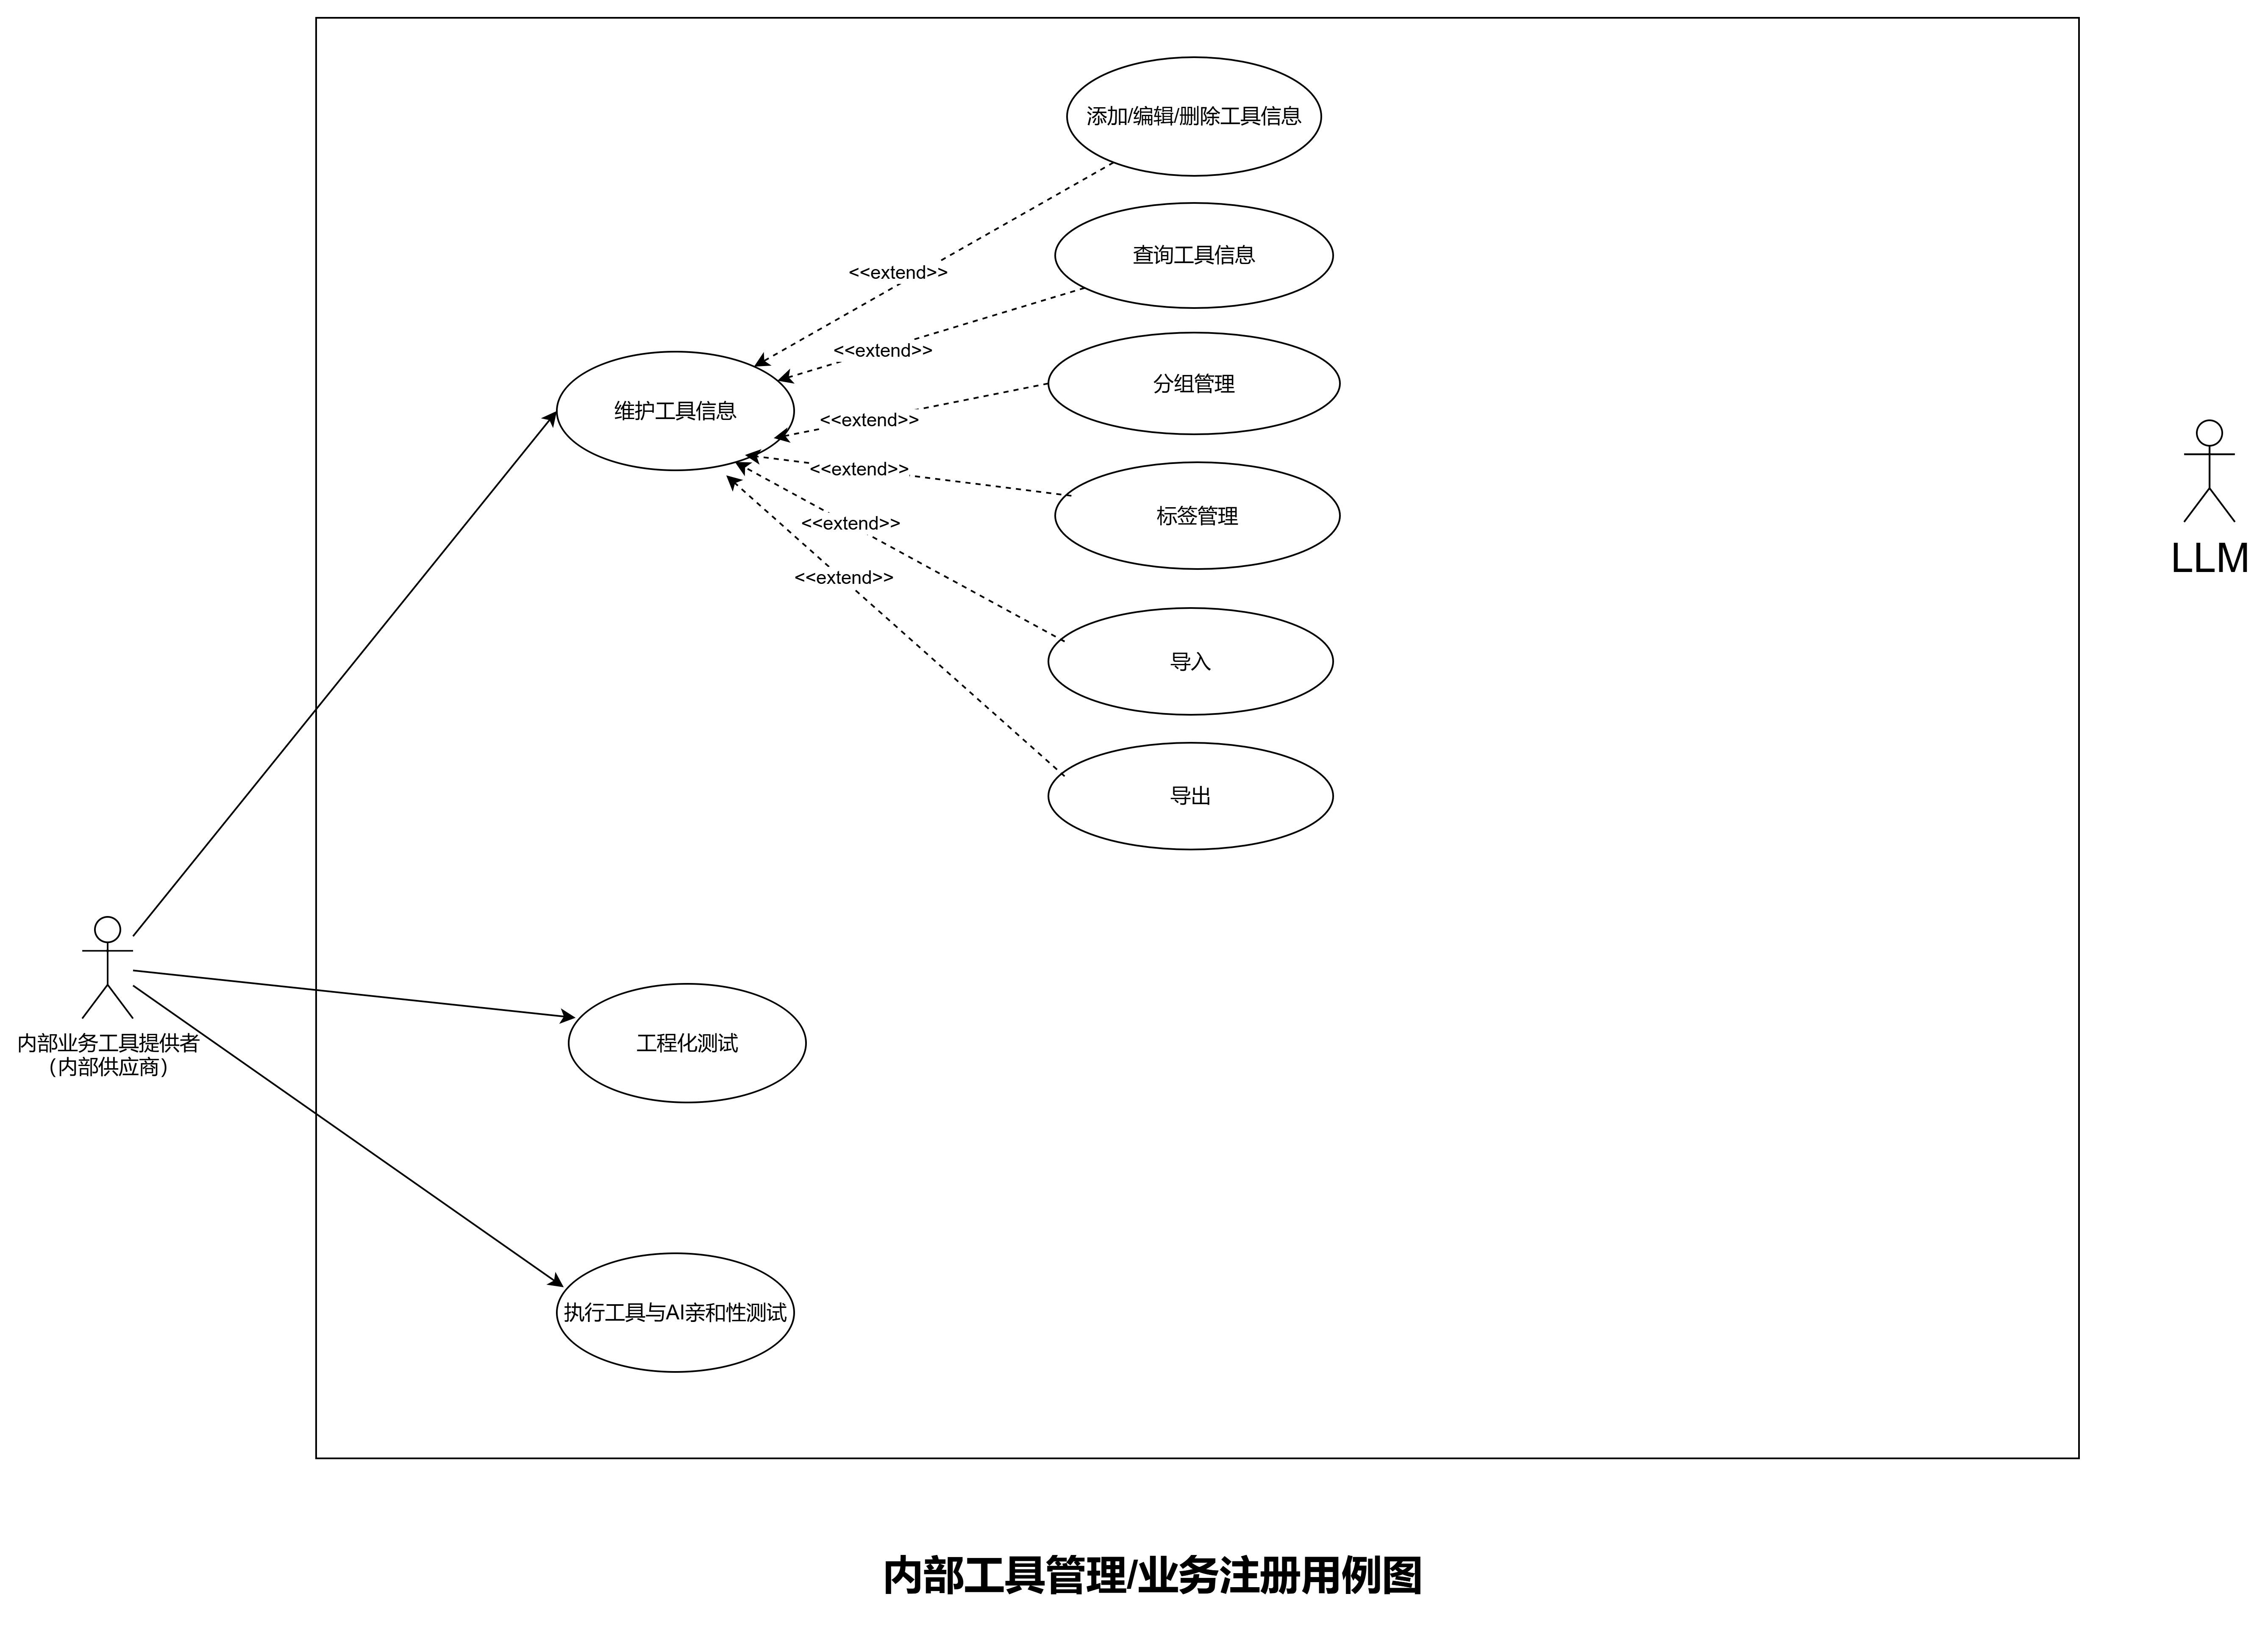 添加/编辑/删除工具信息
查询工具信息
<<extend>>
<<extend>>
分组管理
维护工具信息
<<extend>>
<<extend>>
标签管理
<<extend>>
LLM
<<extend>>
导入
导出
工程化测试
内部业务工具提供者
（内部供应商）
执行工具与AI亲和性测试
内部工具管理/业务注册用例图